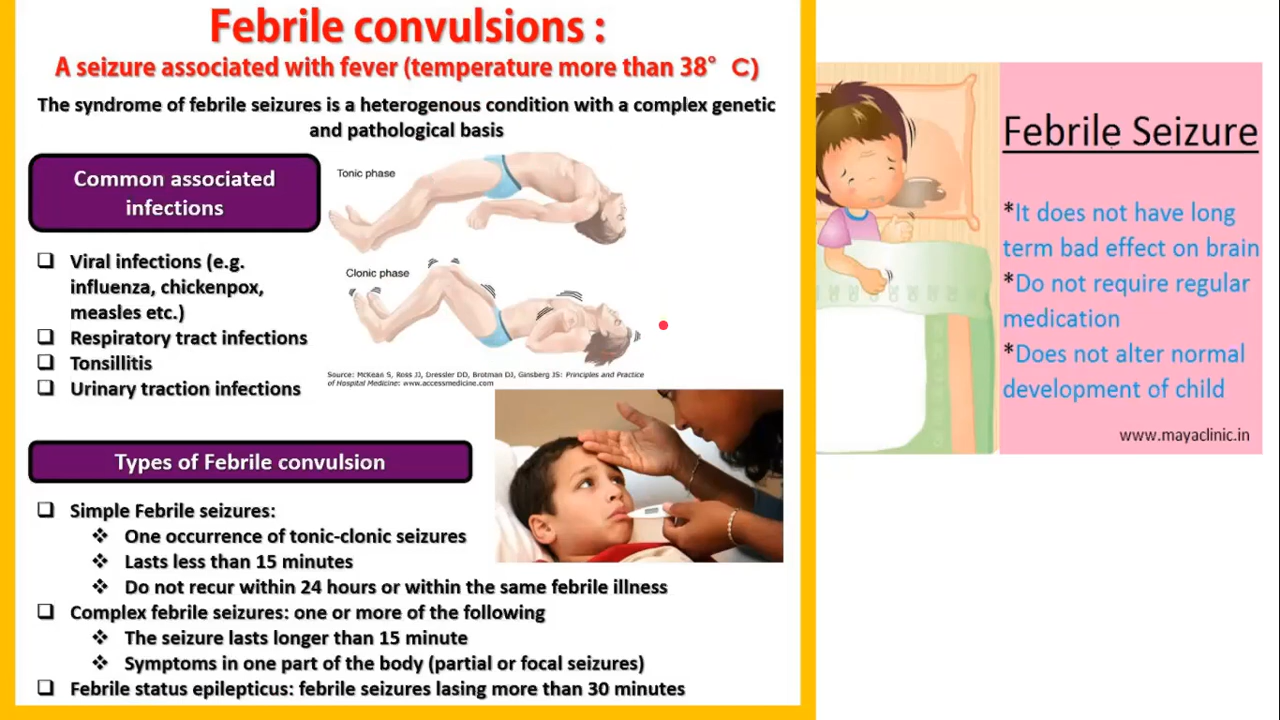 Febrile convulsions :
A seizure associated with fever (temperature more than 38° C)
The syndrome of febrile seizures is a heterogenous condition with a complex genetic
and pathological basis
Common associated
infections
❑ Viral infections (e.g.
influenza, chickenpox,
measles etc.)
❑ Respiratory tract infections
❑ Tonsillitis
❑ Urinary traction infections
Tonic phase
Clonic phase
Source: McKean S, Ross JJ, Dressler DD, Brotman DJ, Ginsberg JS: Principles and Practice
of Hospital Medicine: www.accessmedicine.com
Types of Febrile convulsion
❑ Simple Febrile seizures:
❖ One occurrence of tonic-clonic seizures
❖ Lasts less than 15 minutes
❖ Do not recur within 24 hours or within the same febrile illness
❑ Complex febrile seizures: one or more of the following
❖ The seizure lasts longer than 15 minute
❖ Symptoms in one part of the body (partial or focal seizures)
❑ Febrile status epilepticus: febrile seizures lasing more than 30 minutes
Febrile Seizure
*It does not have long
term bad effect on brain
*Do not require regular
medication
*Does not alter normal
development of child
www.mayaclinic.in